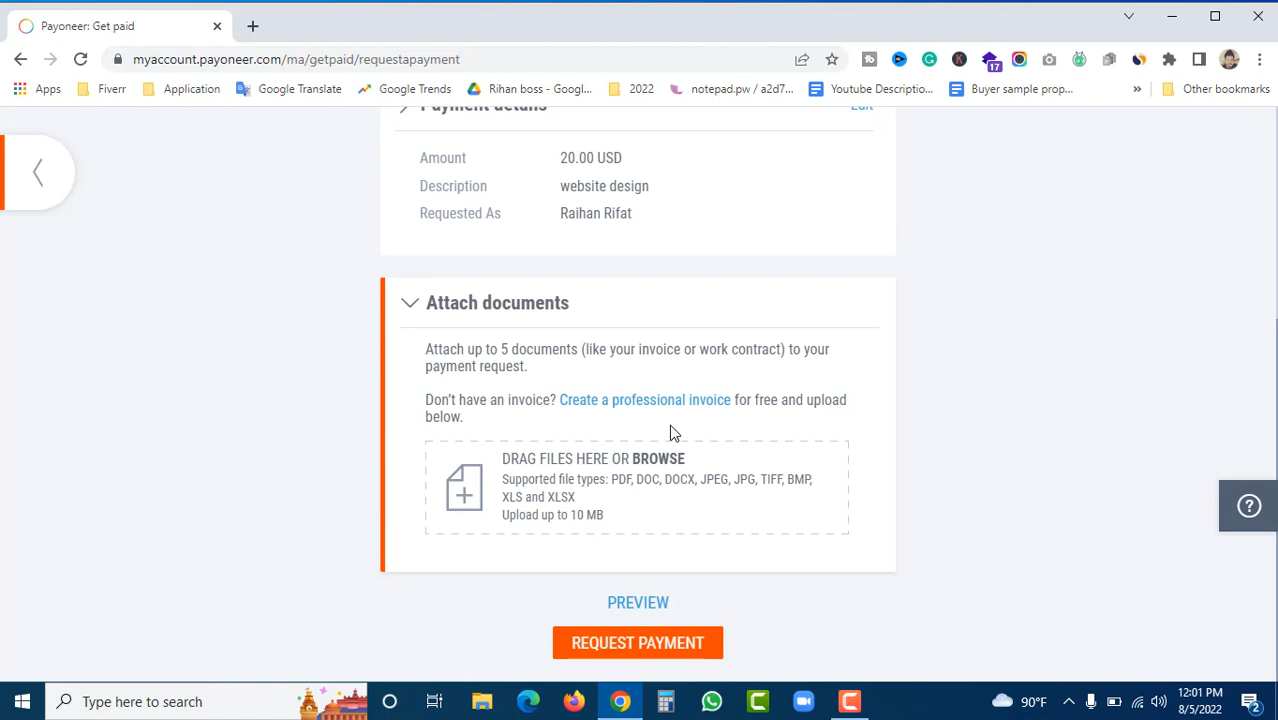 Payoneer: Get paid
myaccount.payoneer.com/ma/getpaid/requestapayment
17
Apps
Fiverr
Application
Google Translate
Google Trends
Rihan boss - Googl...
2022
notepad.pw / a2d7...
Youtube Descriptio...
Buyer sample prop...
»
Other bookmarks
Payment details
Edit
Amount 20.00 USD
Description website design
Requested As Raihan Rifat
Attach documents
Attach up to 5 documents (like your invoice or work contract) to your
payment request.
Don't have an invoice? Create a professional invoice for free and upload
below.
DRAG FILES HERE OR BROWSE
Supported file types: PDF, DOC, DOCX, JPEG, JPG, TIFF, BMP,
XLS and XLSX
Upload up to 10 MB
PREVIEW
REQUEST PAYMENT
Type here to search
90°F
12:01 PM
8/5/2022
2